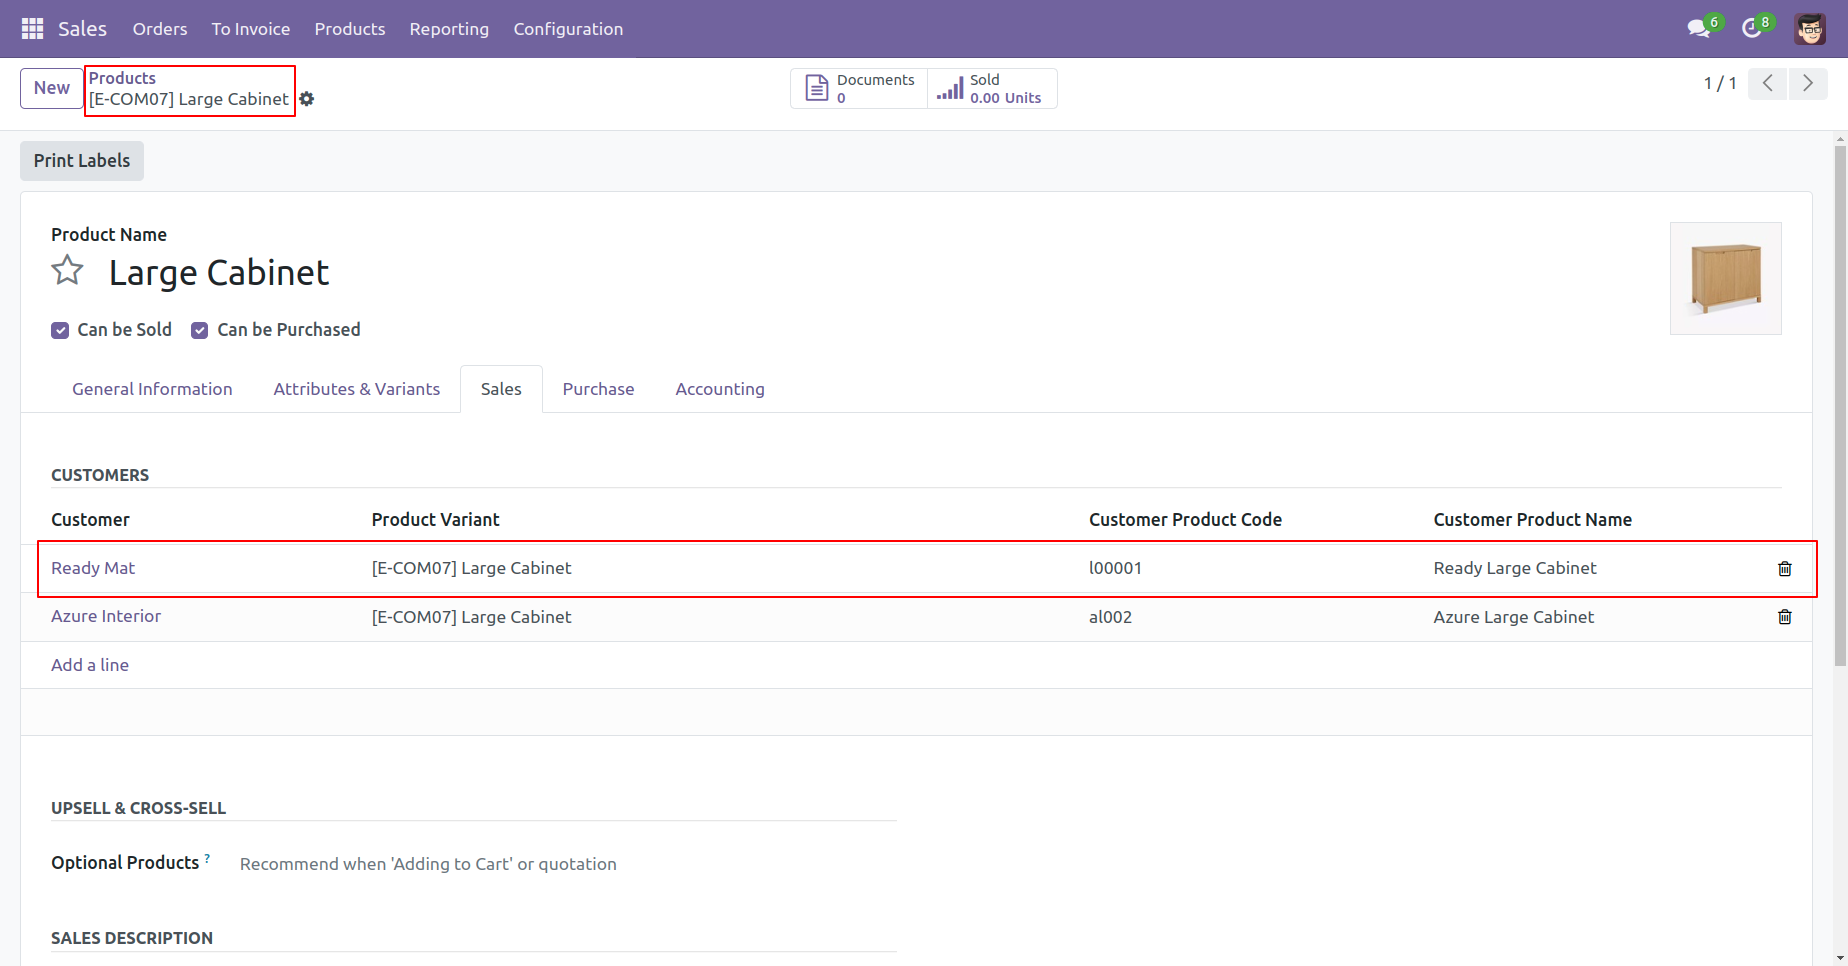 Sales Orders To Invoice Products Reporting Configuration 6 8
New
Products
[E-COM07] Large Cabinet
Documents
0
Sold
0.00 Units
1 / 1
Print Labels
Product Name
Large Cabinet
Can be Sold Can be Purchased
General Information Attributes & Variants Sales Purchase Accounting
CUSTOMERS
Customer Product Variant Customer Product Code Customer Product Name
Ready Mat [E-COM07] Large Cabinet l00001 Ready Large Cabinet
Azure Interior [E-COM07] Large Cabinet al002 Azure Large Cabinet
Add a line
UPSELL & CROSS-SELL
Optional Products ? Recommend when 'Adding to Cart' or quotation
SALES DESCRIPTION